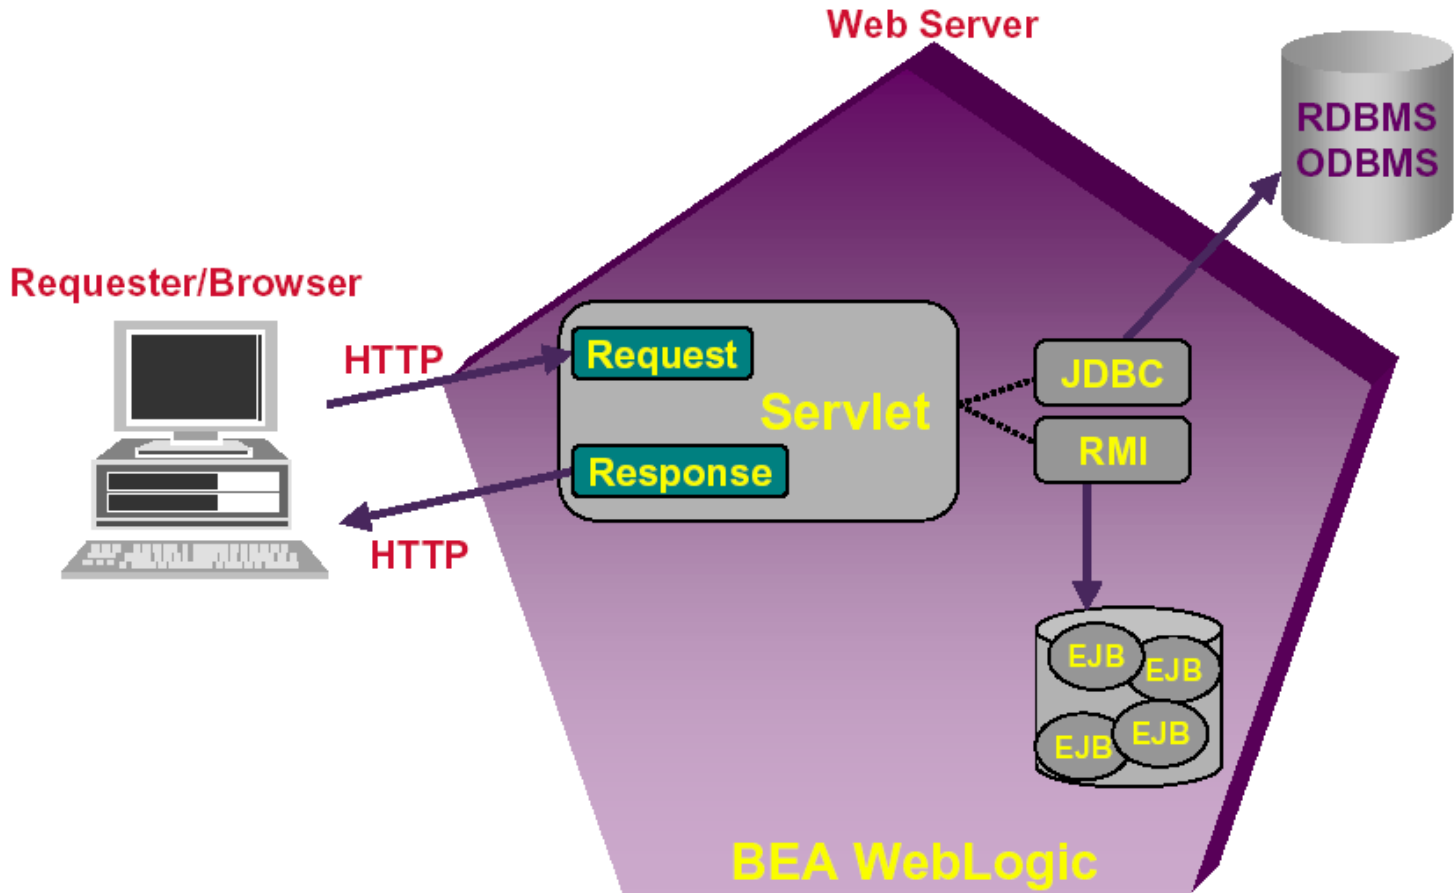 Web Server
RDBMS
ODBMS
Requester/Browser
HTTP
Request
Servlet
Response
HTTP
JDBC
RMI
EJB
EJB
EJB
EJB
BEA WebLogic